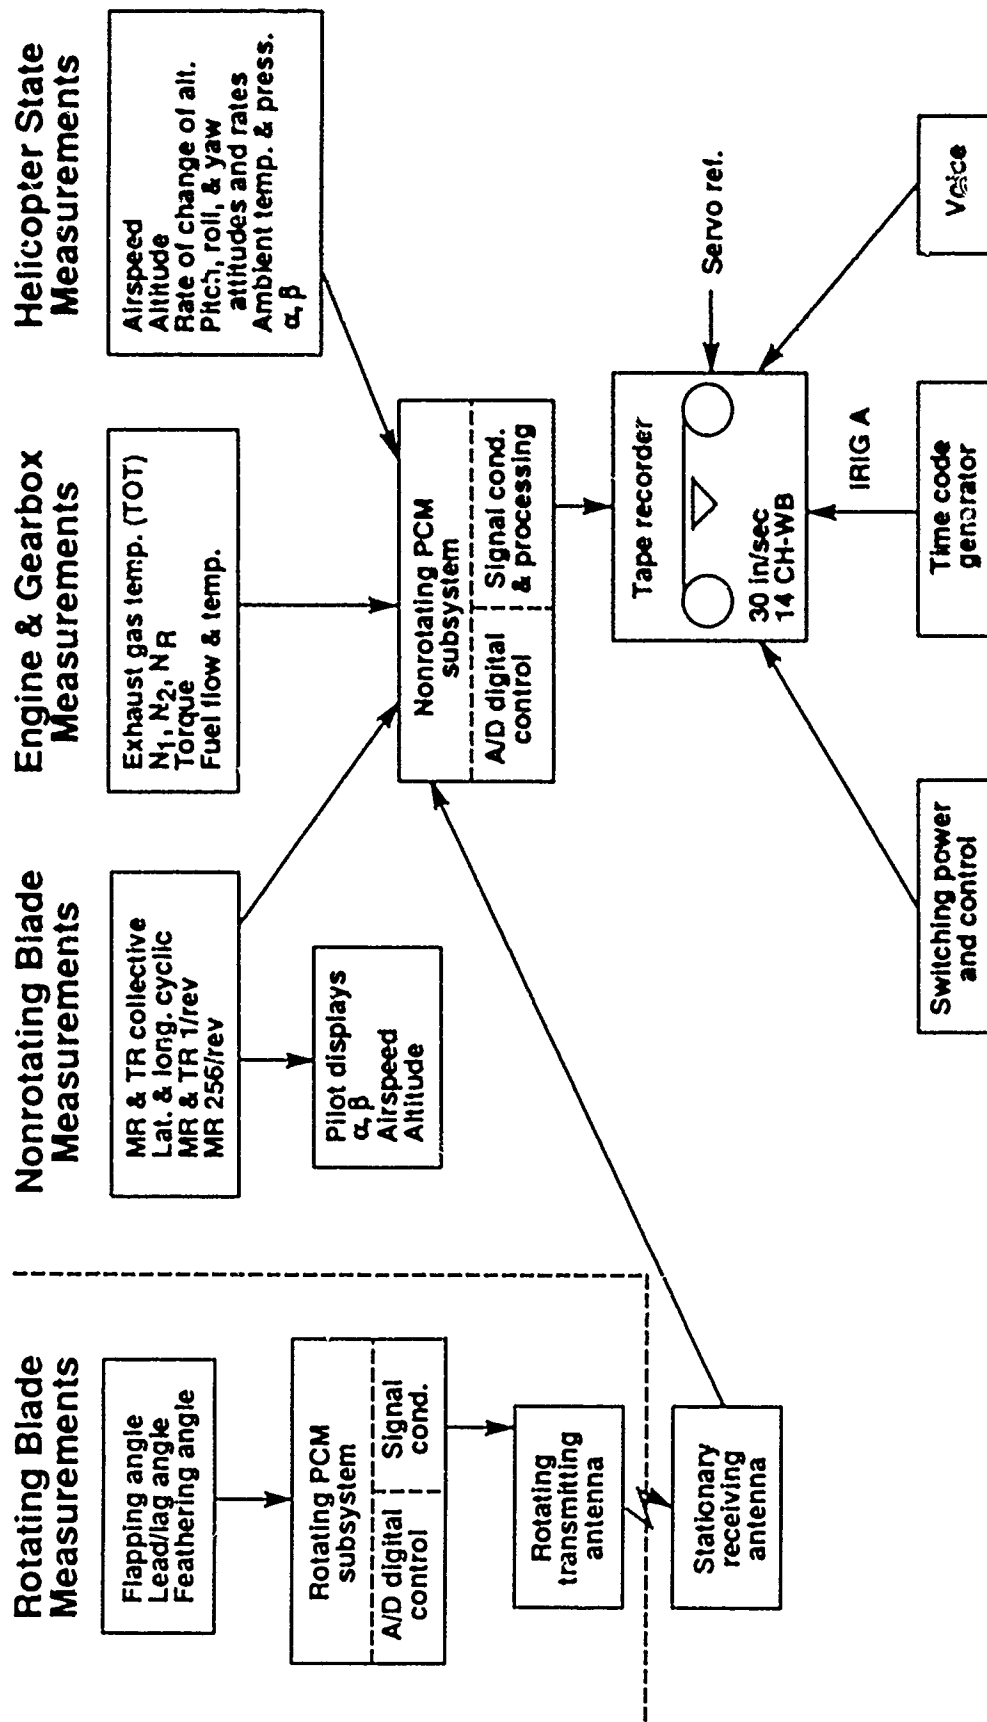 Rotating Blade
Measurements
Nonrotating Blade
Measurements
Engine & Gearbox
Measurements
Helicopter State
Measurements
Flapping angle
Lead/lag angle
Feathering angle
MR & TR collective
Lat. & long. cyclic
MR & TR 1/rev
MR 256/rev
Exhaust gas temp. (TOT)
N1, N2, NR
Torque
Fuel flow & temp.
Airspeed
Altitude
Rate of change of alt.
Pitch, roll, & yaw
attitudes and rates
Ambient temp. & press.
α, β
Rotating PCM
subsystem
A/D digital
control
Signal
cond.
Pilot displays
α, β
Airspeed
Altitude
Nonrotating PCM
subsystem
A/D digital
control
Signal cond.
& processing
Rotating
transmitting
antenna
Stationary
receiving
antenna
Tape recorder
30 in/sec
14 CH-WB
Servo ref.
IRIG A
Switching power
and control
Time code
generator
Voice